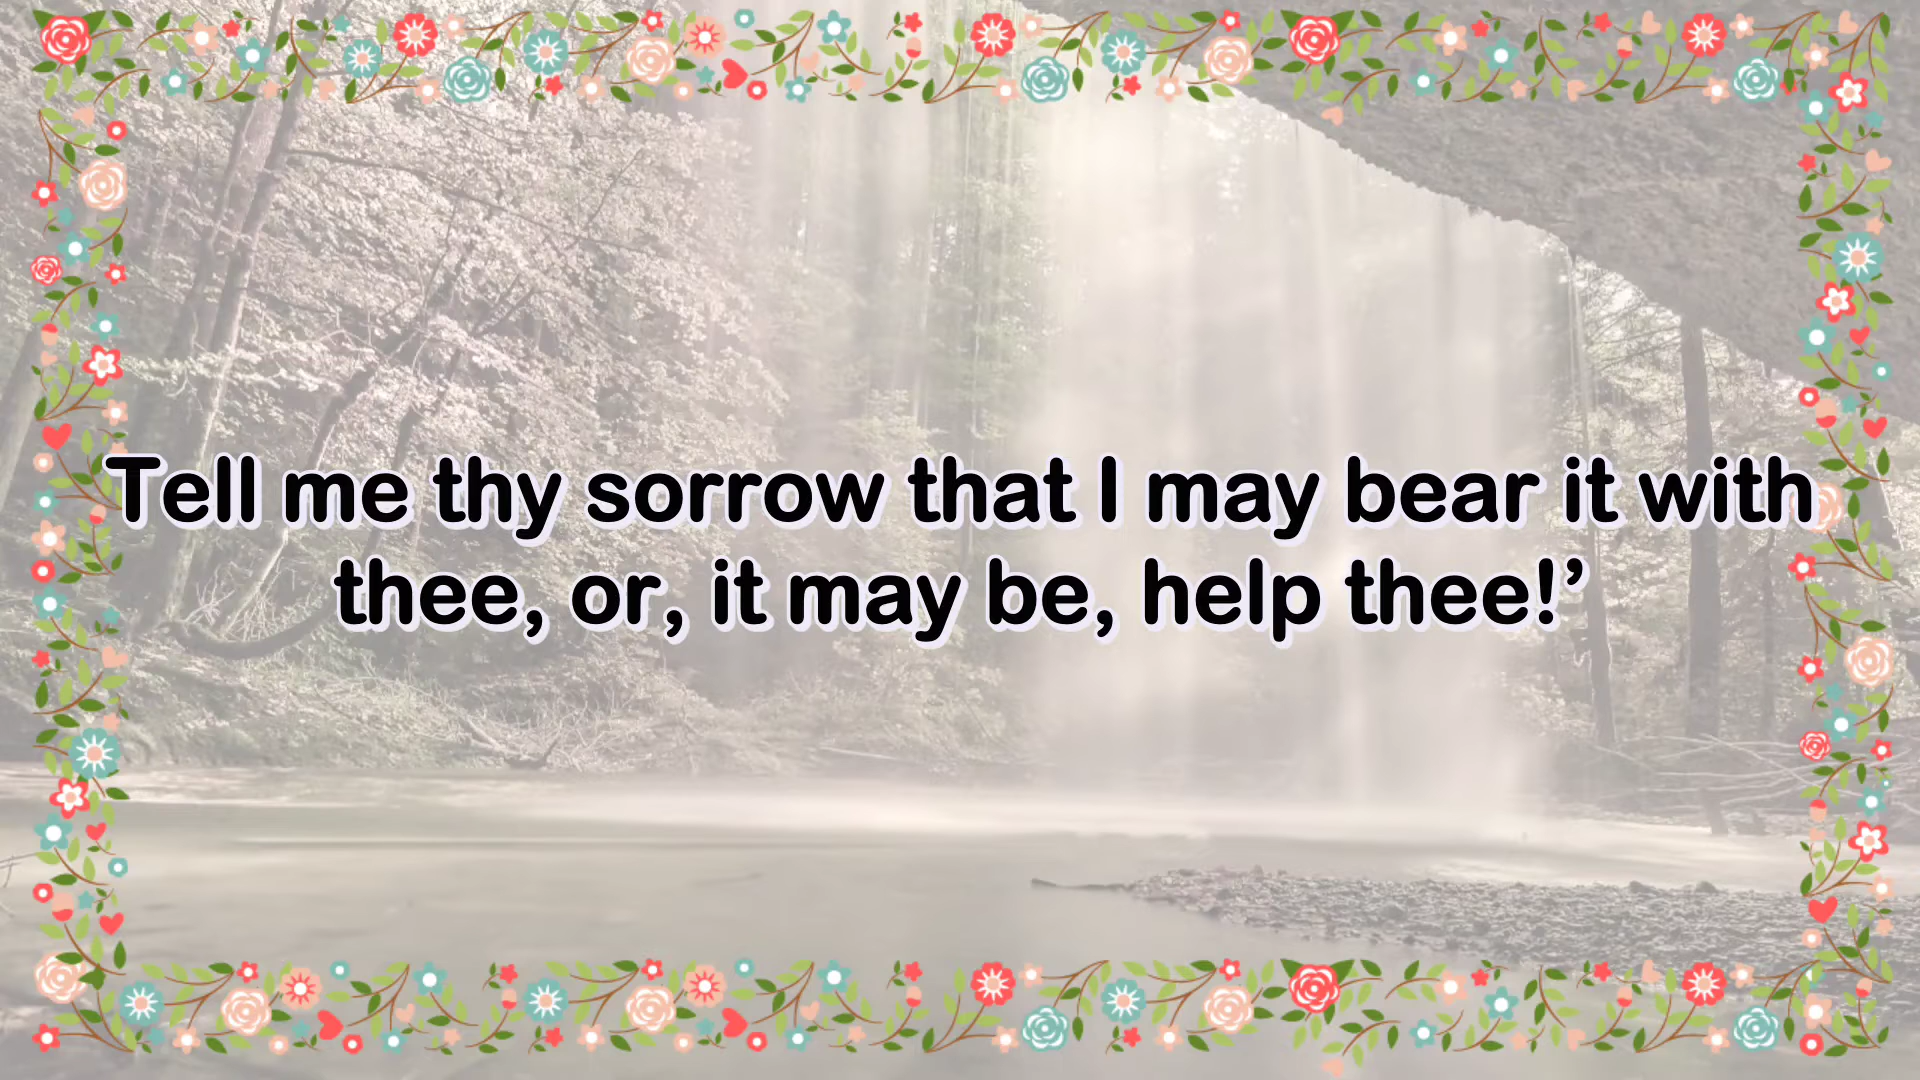 Tell me thy sorrow that I may bear it with
thee, or, it may be, help thee!’